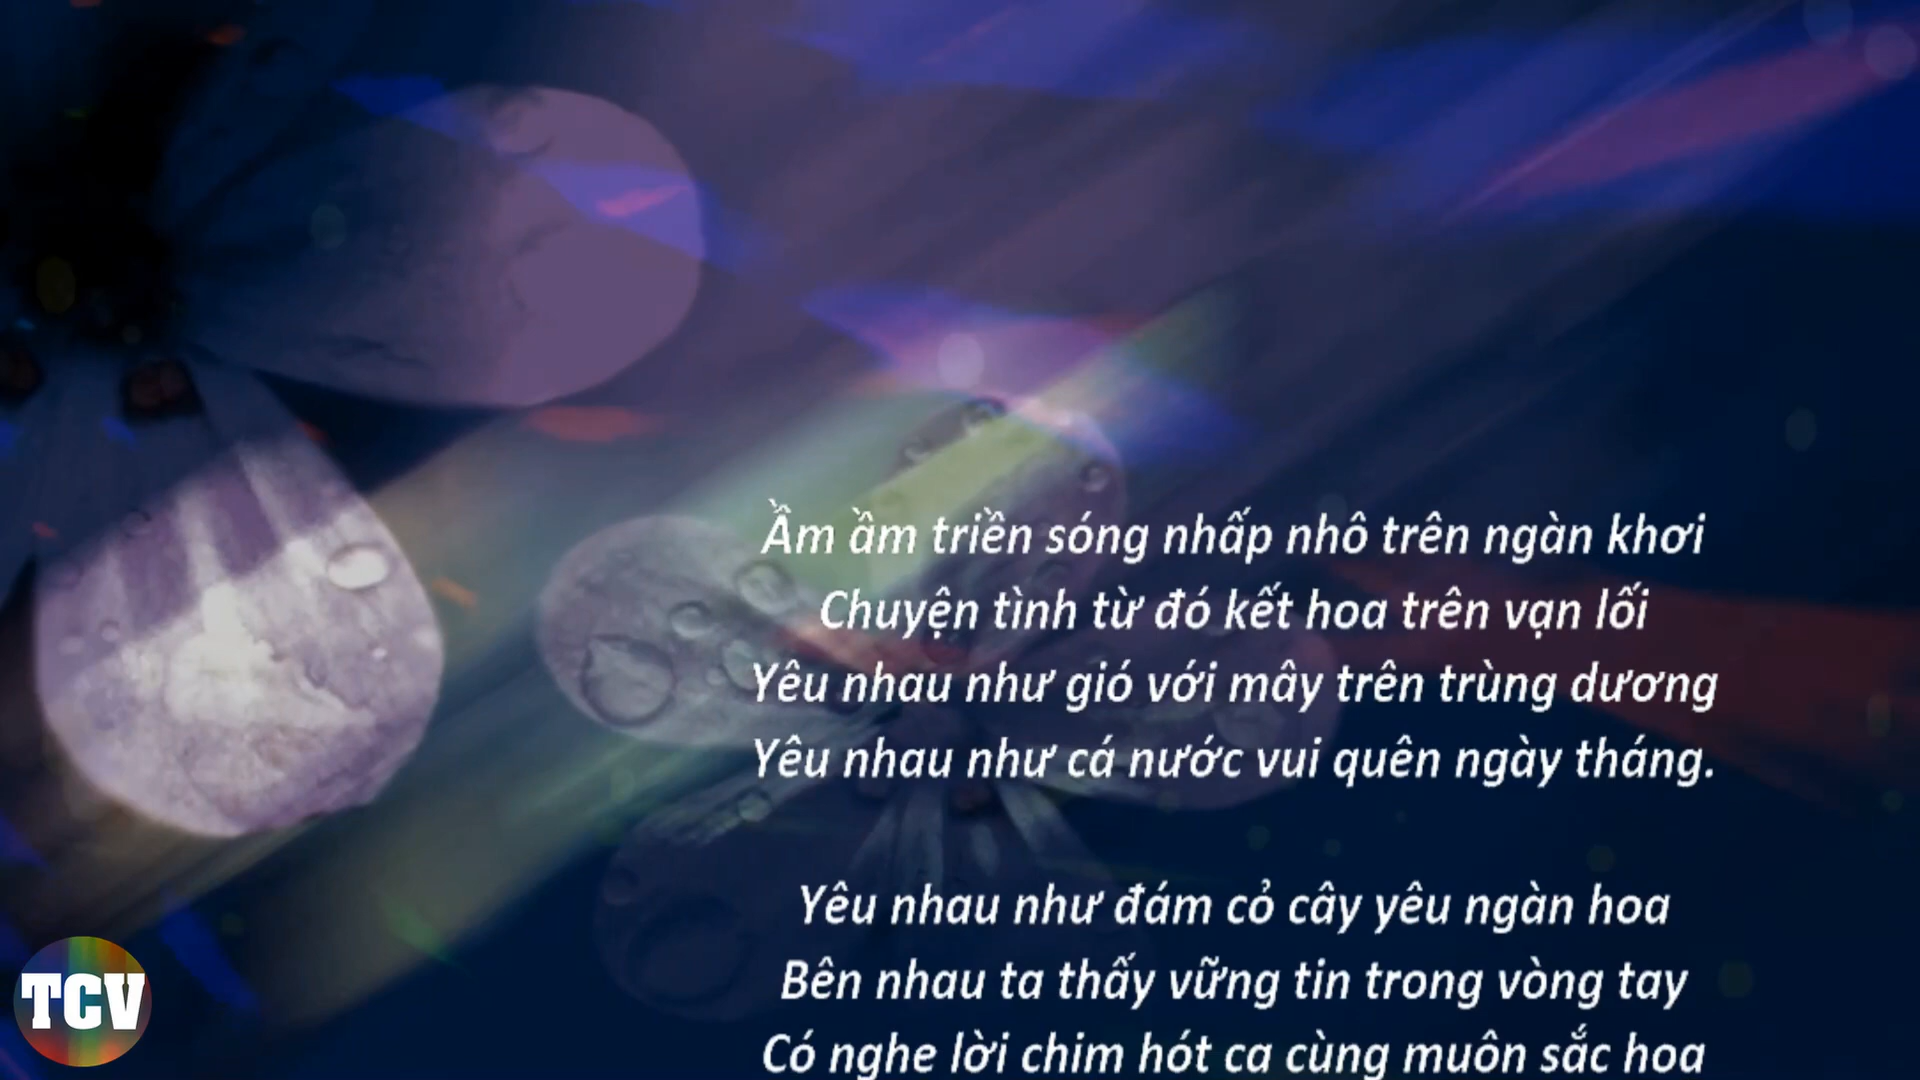 Ầm ầm triền sóng nhấp nhô trên ngàn khơi
Chuyện tình từ đó kết hoa trên vạn lối
Yêu nhau như gió với mây trên trùng dương
Yêu nhau như cá nước vui quên ngày tháng.
Yêu nhau như đám cỏ cây yêu ngàn hoa
Bên nhau ta thấy vững tin trong vòng tay
Có nghe lời chim hót ca cùng muôn sắc hoa
TCV